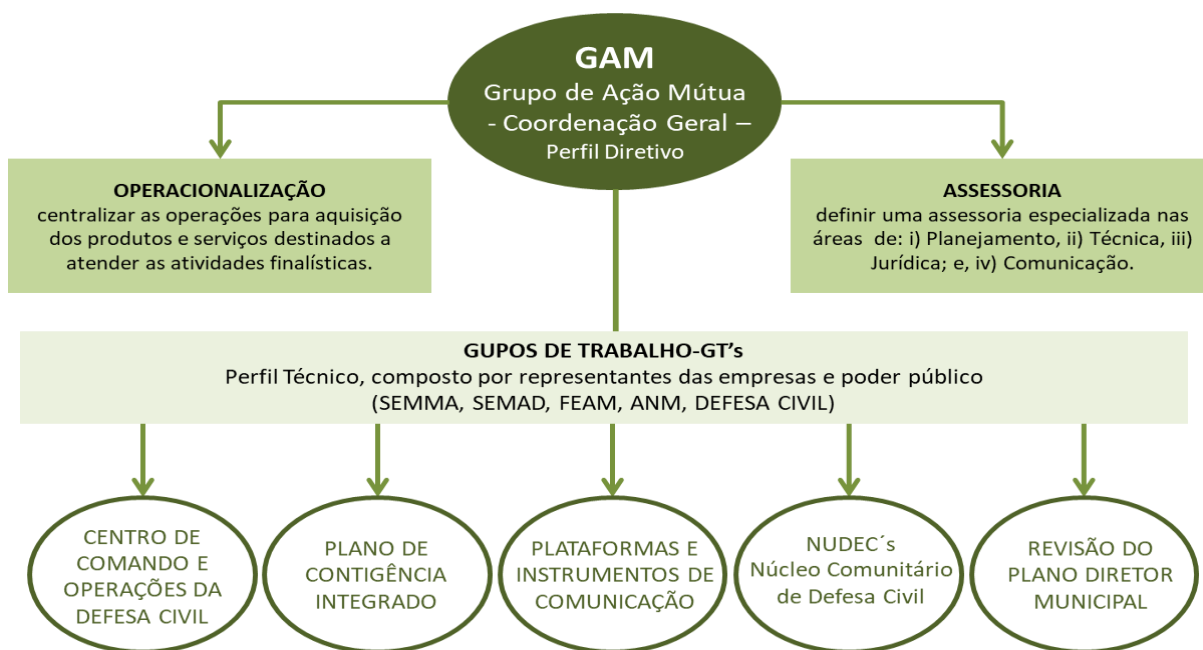 GAM
Grupo de Ação Mútua
- Coordenação Geral –
Perfil Diretivo
OPERACIONALIZAÇÃO
centralizar as operações para aquisição
dos produtos e serviços destinados a
atender as atividades finalísticas.
ASSESSORIA
definir uma assessoria especializada nas
áreas de: i) Planejamento, ii) Técnica, iii)
Jurídica; e, iv) Comunicação.
GUPOS DE TRABALHO-GT’s
Perfil Técnico, composto por representantes das empresas e poder público
(SEMMA, SEMAD, FEAM, ANM, DEFESA CIVIL)
CENTRO DE
COMANDO E
OPERAÇÕES DA
DEFESA CIVIL
PLANO DE
CONTIGÊNCIA
INTEGRADO
PLATAFORMAS E
INSTRUMENTOS DE
COMUNICAÇÃO
NUDEC´s
Núcleo Comunitário
de Defesa Civil
REVISÃO DO
PLANO DIRETOR
MUNICIPAL